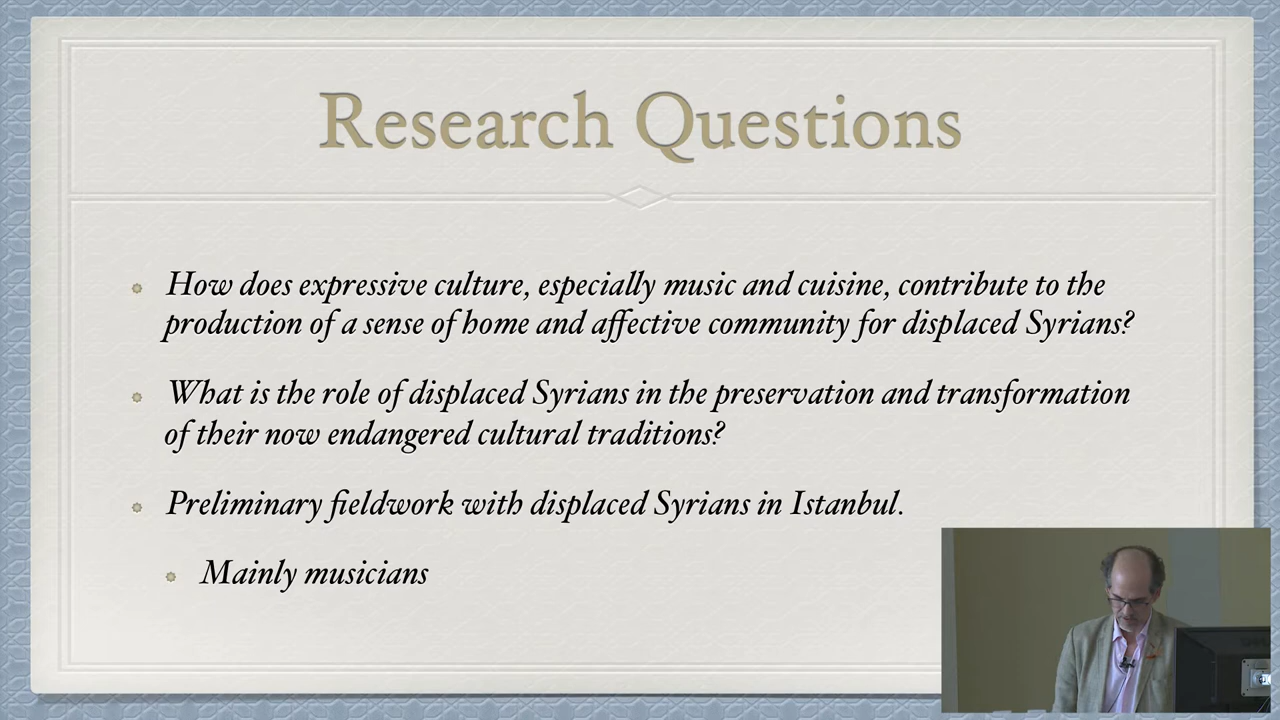 Research Questions
How does expressive culture, especially music and cuisine, contribute to the
production of a sense of home and affective community for displaced Syrians?
What is the role of displaced Syrians in the preservation and transformation
of their now endangered cultural traditions?
Preliminary fieldwork with displaced Syrians in Istanbul.
Mainly musicians